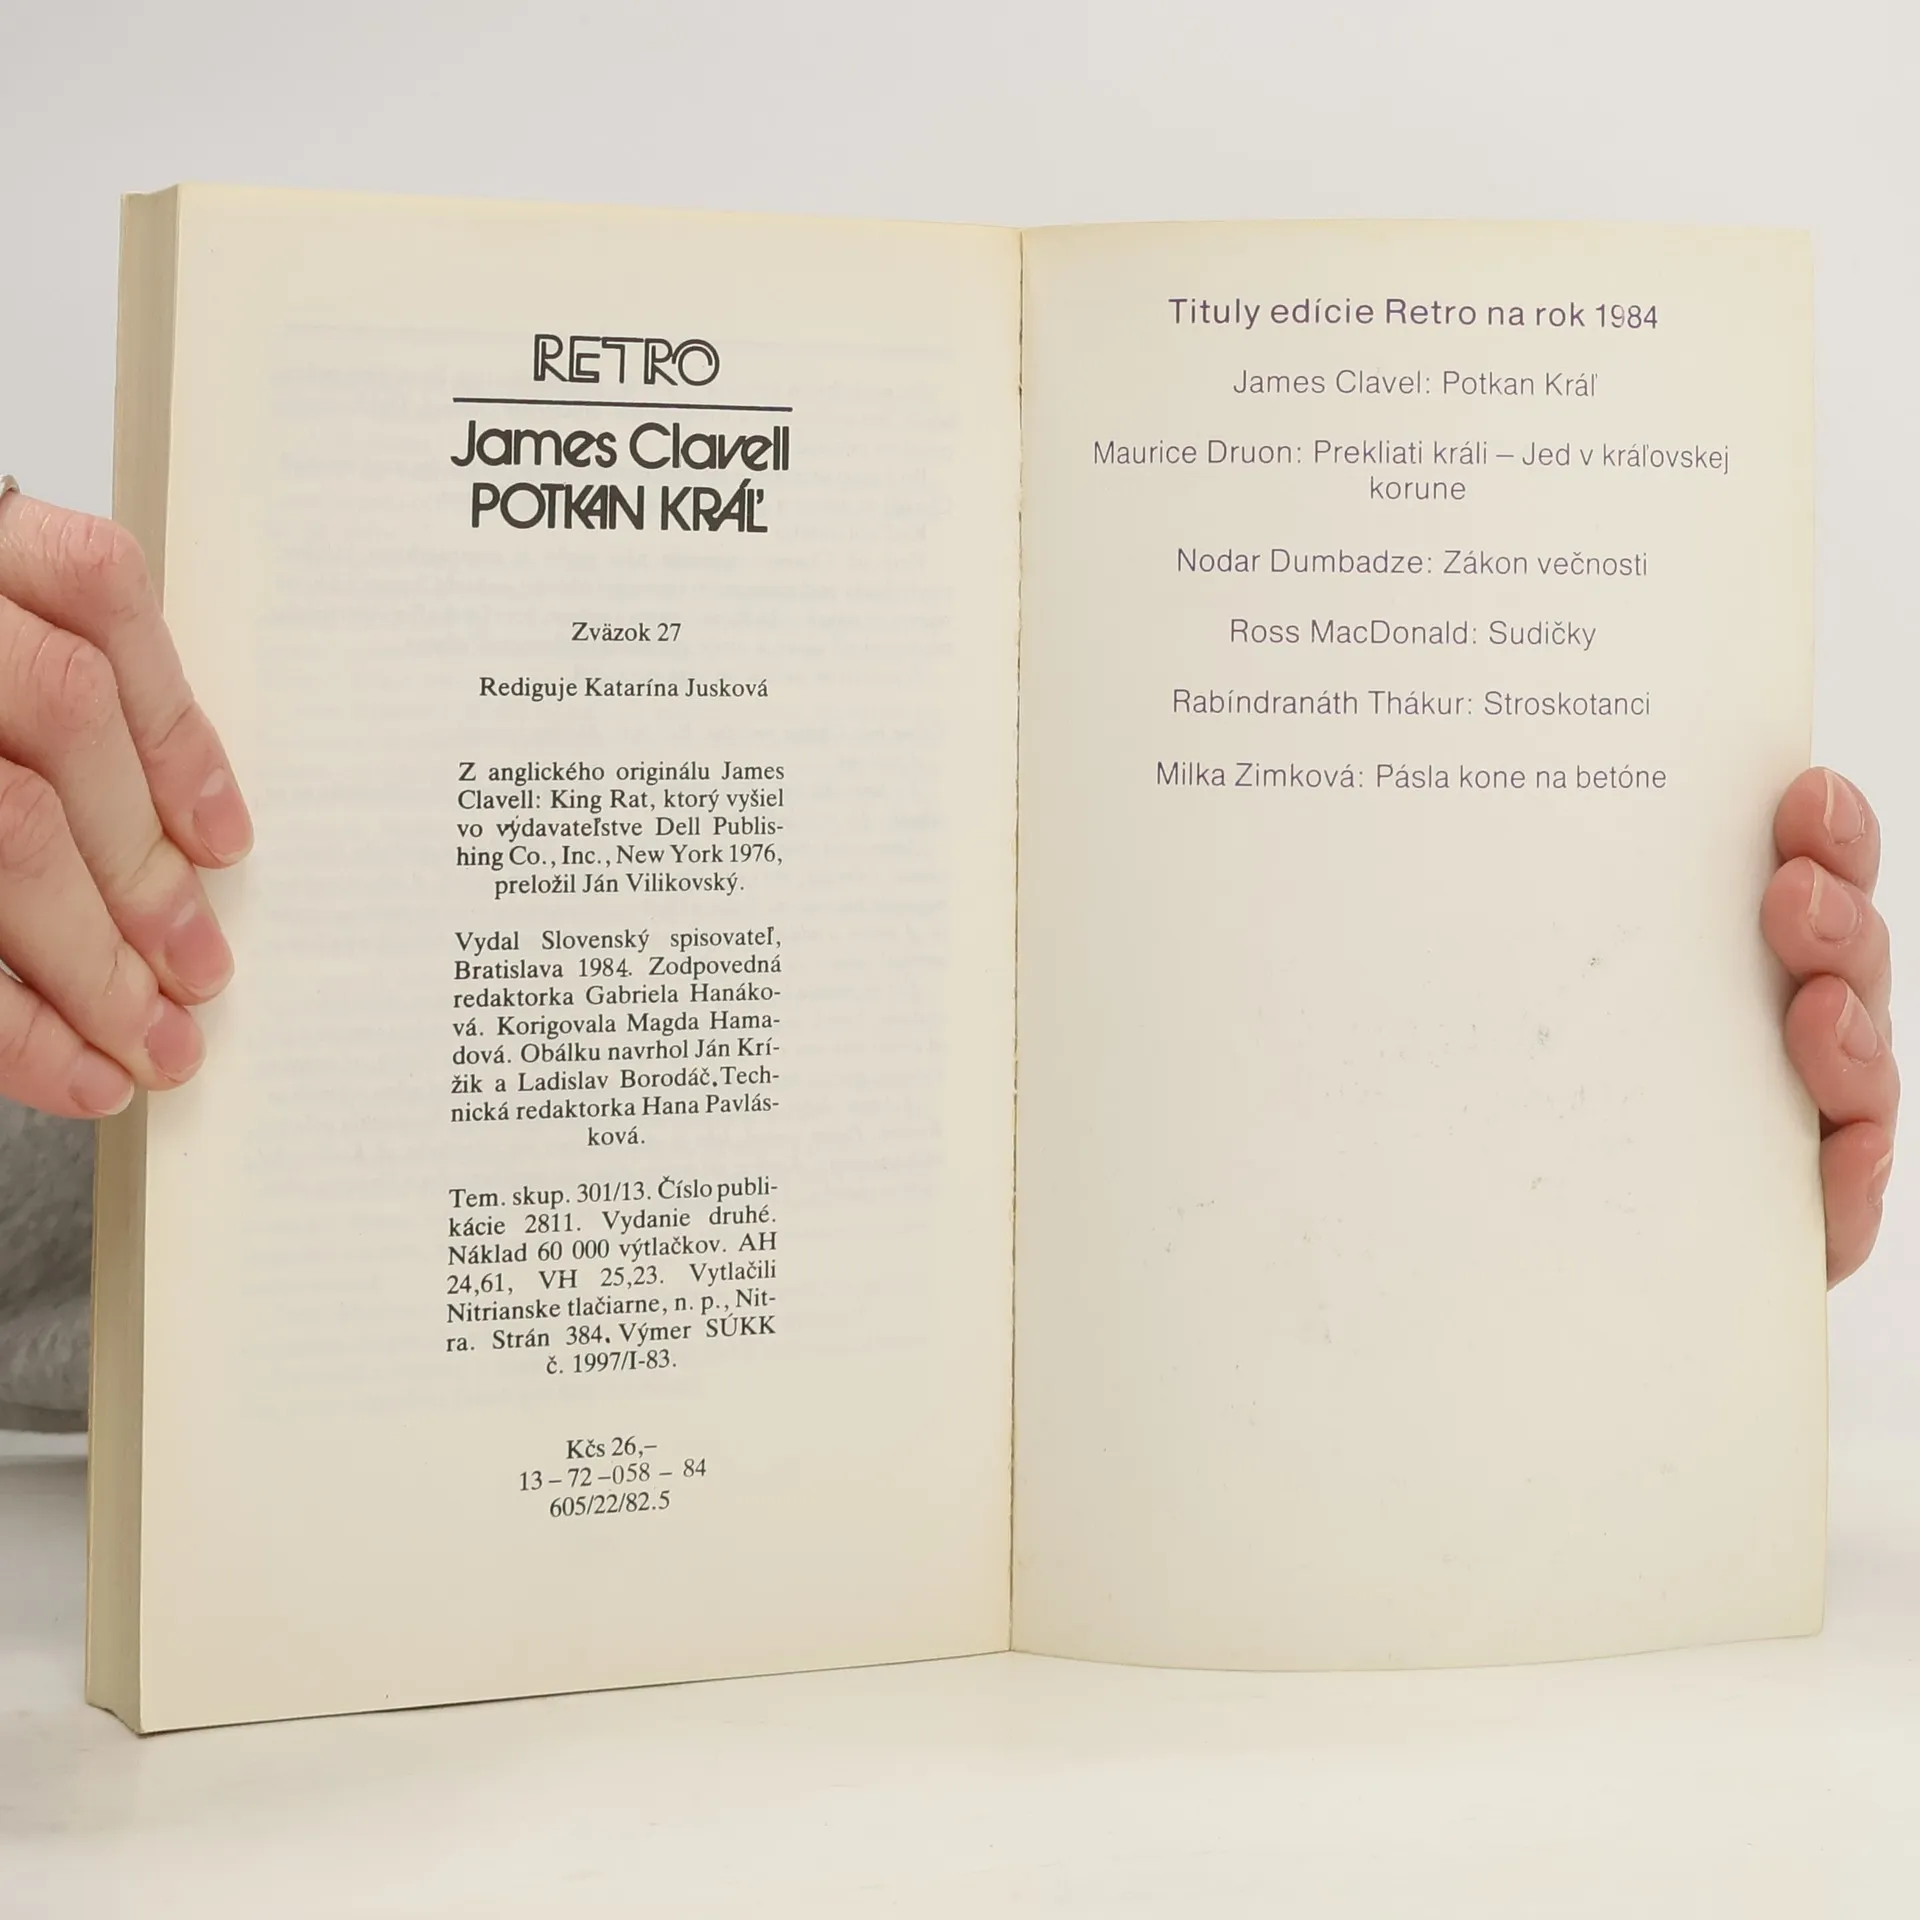 RETRO
James Clavell
POTKAN KRÁĽ
Zväzok 27
Rediguje Katarína Jusková
Z anglického originálu James
Clavell: King Rat, ktorý vyšiel
vo vydavateľstve Dell Publis-
hing Co., Inc., New York 1976,
preložil Ján Vilikovský.
Vydal Slovenský spisovateľ,
Bratislava 1984. Zodpovedná
redaktorka Gabriela Hanáko-
vá. Korigovala Magda Hama-
dová. Obálku navrhol Ján Krí-
žik a Ladislav Borodáč. Tech-
nická redaktorka Hana Pavlás-
ková.
Tem. skup. 301/13. Číslo publi-
kácie 2811. Vydanie druhé.
Náklad 60 000 výtlačkov. AH
24,61, VH 25,23. Vytlačili
Nitrianske tlačiarne, n. p., Nit-
ra. Strán 384. Výmer SÚKK
č. 1997/I-83.
Kčs 26,–
13 – 72 –058 – 84
605/22/82.5
Tituly edície Retro na rok 1984
James Clavel: Potkan Kráľ
Maurice Druon: Prekliati králi – Jed v kráľovskej
korune
Nodar Dumbadze: Zákon večnosti
Ross MacDonald: Sudičky
Rabíndranáth Thákur: Stroskotanci
Milka Zimková: Pásla kone na betóne